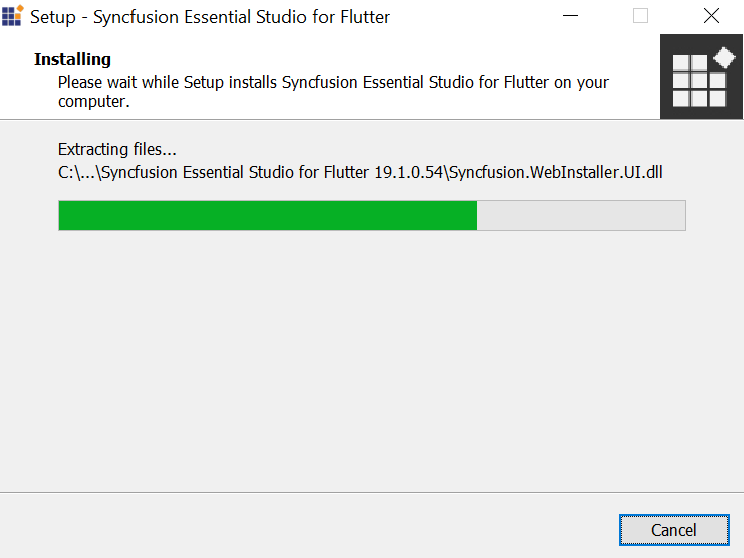 Setup - Syncfusion Essential Studio for Flutter
Installing
Please wait while Setup installs Syncfusion Essential Studio for Flutter on your
computer.
Extracting files...
C:\...\Syncfusion Essential Studio for Flutter 19.1.0.54\Syncfusion.WebInstaller.UI.dll
Cancel